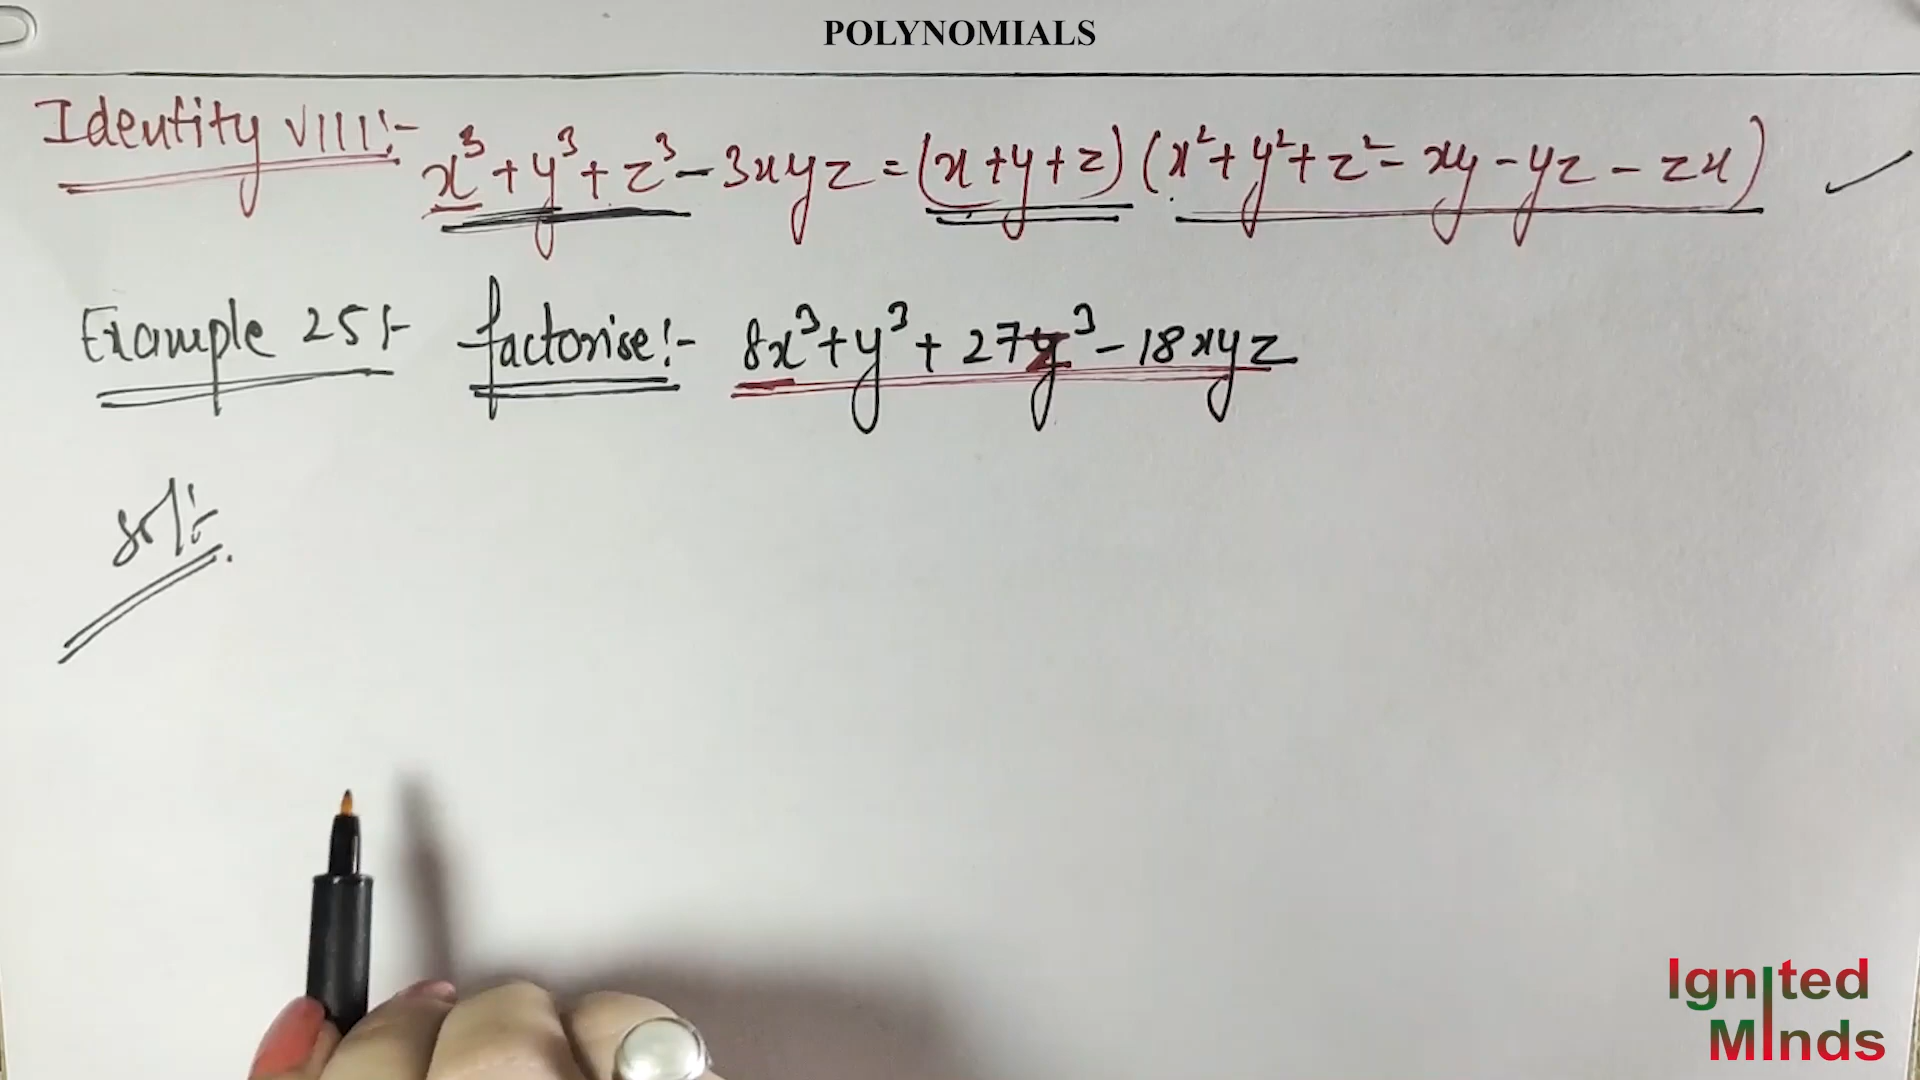 POLYNOMIALS
Identity VIII:- x³ + y³ + z³ - 3xyz = (x + y + z) (x² + y² + z² - xy - yz - zx)
Example 25:- factorise:- 8x³ + y³ + 27z³ - 18xyz
sol:-
Ignited
Minds